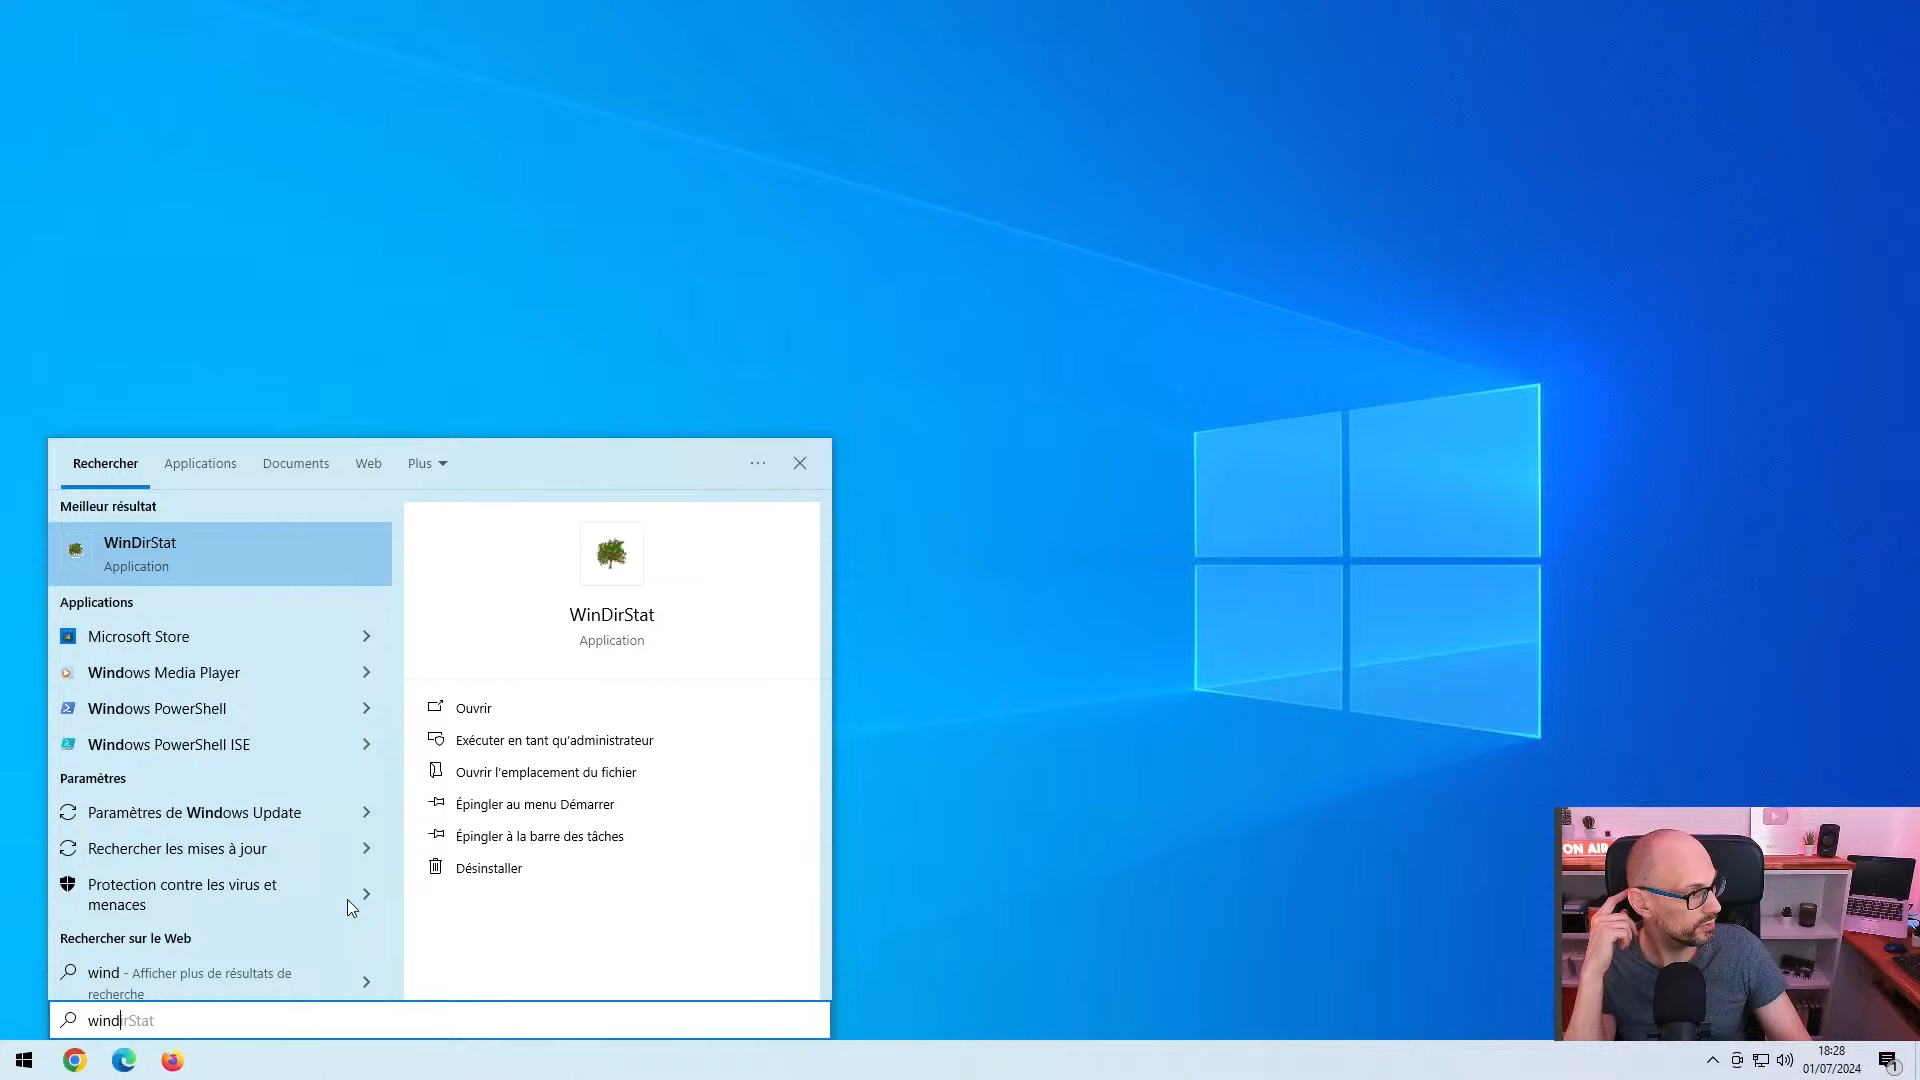 Rechercher Applications Documents Web Plus
Meilleur résultat
WinDirStat
Application
Applications
Microsoft Store
Windows Media Player
Windows PowerShell
Windows PowerShell ISE
Paramètres
Paramètres de Windows Update
Rechercher les mises à jour
Protection contre les virus et
menaces
Rechercher sur le Web
wind - Afficher plus de résultats de
recherche
windirStat
WinDirStat
Application
Ouvrir
Exécuter en tant qu'administrateur
Ouvrir l'emplacement du fichier
Épingler au menu Démarrer
Épingler à la barre des tâches
Désinstaller
ON AIR
18:28
01/07/2024
1